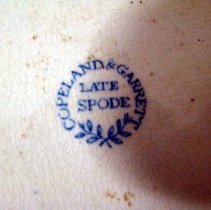 COPELAND & GARRETT
LATE
SPODE